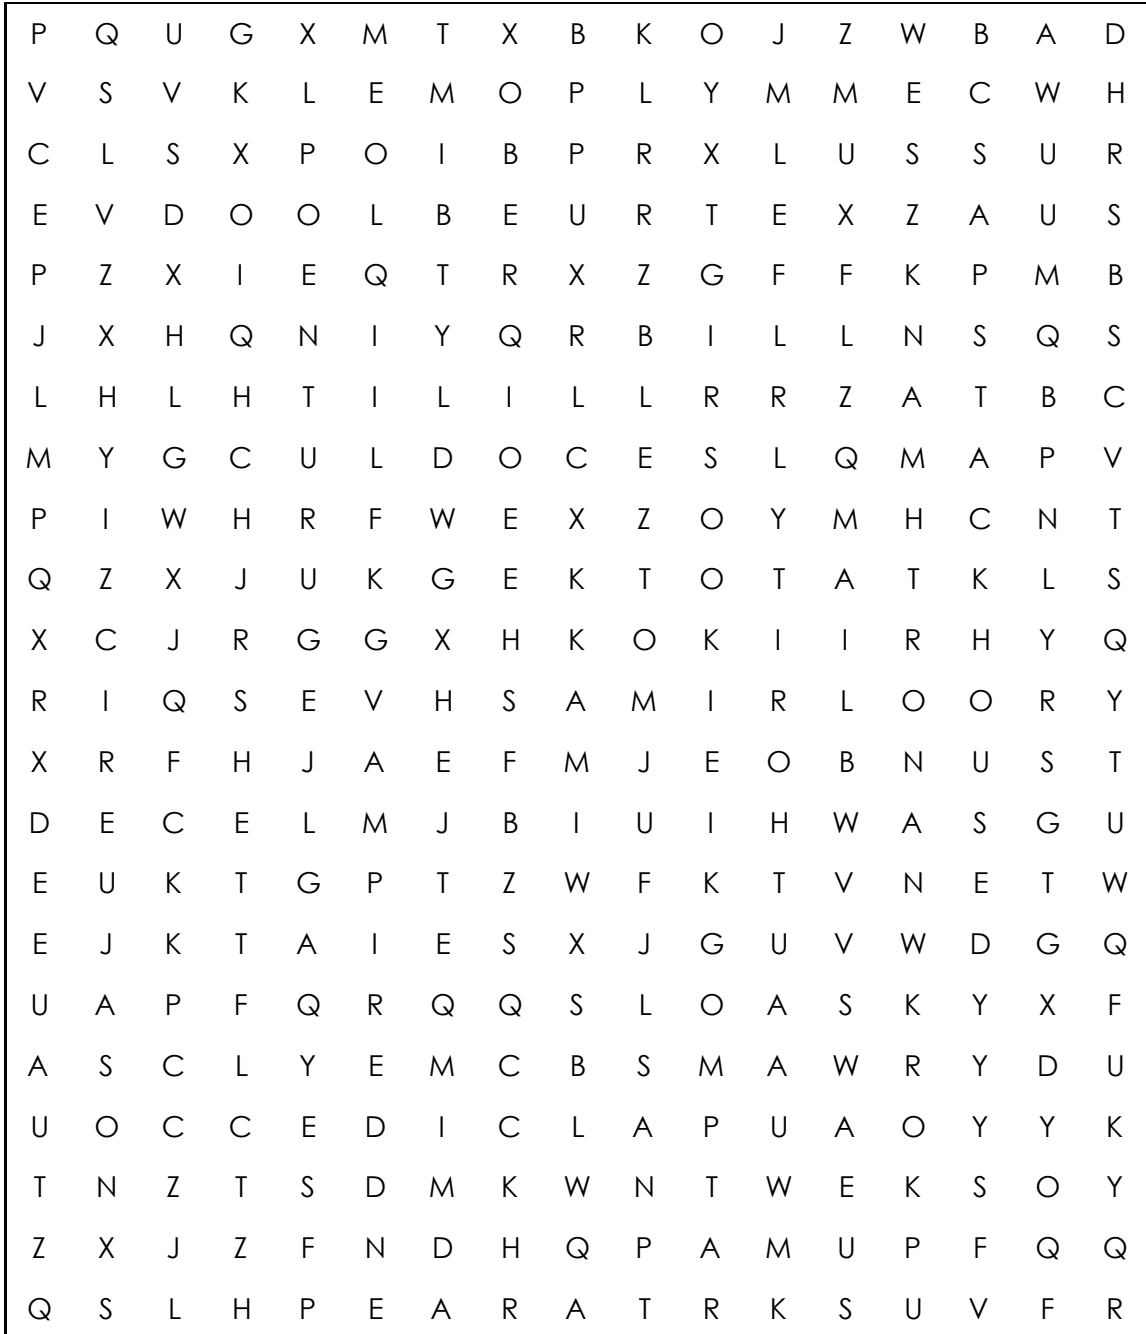 P Q U G X M T X B K O J Z W B A D
V S V K L E M O P L Y M M E C W H
C L S X P O I B P R X L U S S U R
E V D O O L B E U R T E X Z A U S
P Z X I E Q T R X Z G F F K P M B
J X H Q N I Y Q R B I L L N S Q S
L H L H T I L I L L R R Z A T B C
M Y G C U L D O C E S L Q M A P V
P I W H R F W E X Z O Y M H C N T
Q Z X J U K G E K T O T A T K L S
X C J R G G X H K O K I I R H Y Q
R I Q S E V H S A M I R L O O R Y
X R F H J A E F M J E O B N U S T
D E C E L M J B I U I H W A S G U
E U K T G P T Z W F K T V N E T W
E J K T A I E S X J G U V W D G Q
U A P F Q R Q Q S L O A S K Y X F
A S C L Y E M C B S M A W R Y D U
U O C C E D I C L A P U A O Y Y K
T N Z T S D M K W N T W E K S O Y
Z X J Z F N D H Q P A M U P F Q Q
Q S L H P E A R A T R K S U V F R